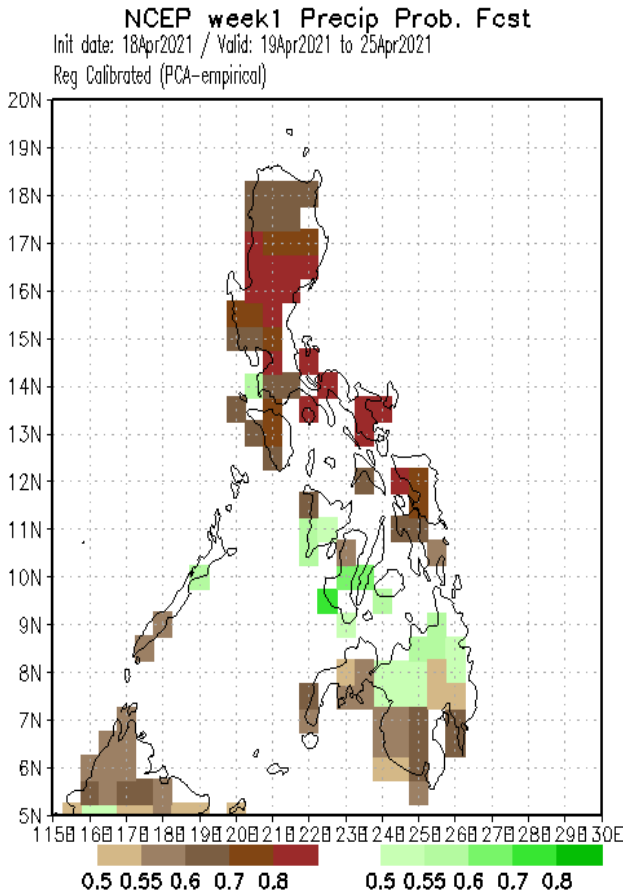 NCEP week1 Precip Prob. Fcst
Init date: 18Apr2021 / Valid: 19Apr2021 to 25Apr2021
Reg Calibrated (PCA-empirical)
20N
19N
18N
17N
16N
15N
14N
13N
12N
11N
10N
9N
8N
7N
6N
5N
115E 116E 117E 118E 119E 120E 121E 122E 123E 124E 125E 126E 127E 128E 129E 130E
0.5 0.55 0.6 0.7 0.8 0.5 0.55 0.6 0.7 0.8